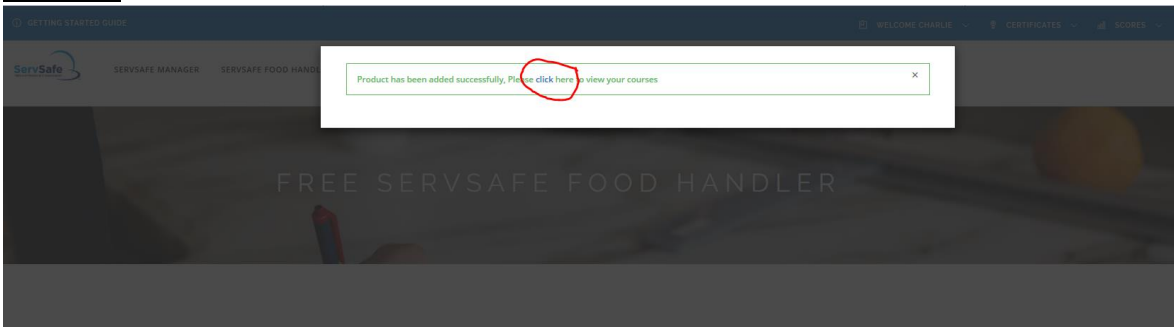 GETTING STARTED GUIDE
WELCOME CHARLIE
CERTIFICATES
SCORES
ServSafe
SERVSAFE MANAGER
SERVSAFE FOOD HANDL
Product has been added successfully, Please click here to view your courses
×
FREE SERVSAFE FOOD HANDLER